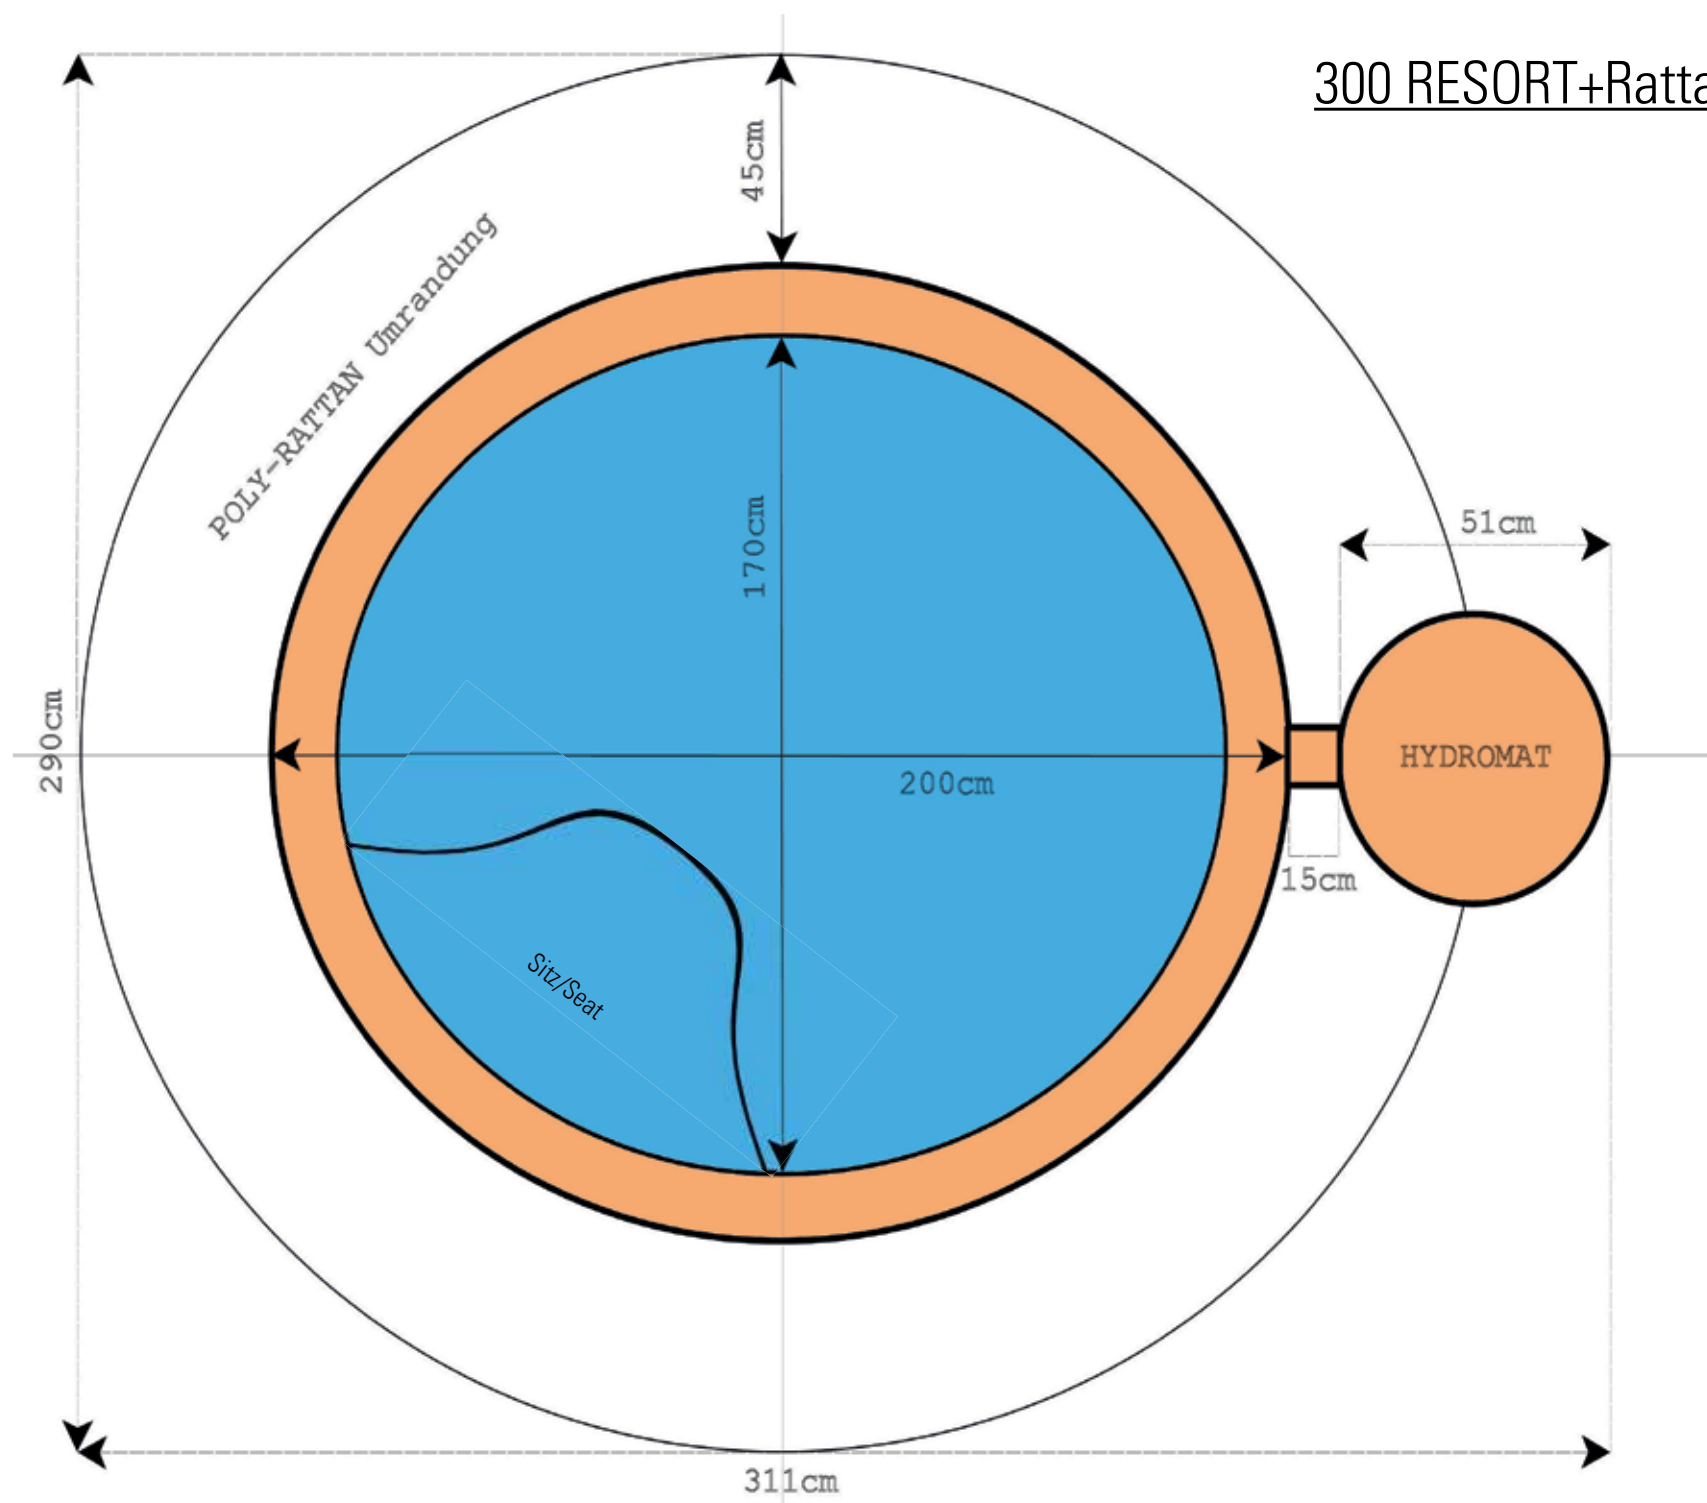 300 RESORT+Ratta
45cm
POLY-RATTAN Umrandung
170cm
51cm
290cm
200cm
HYDROMAT
15cm
Sitz/Seat
311cm